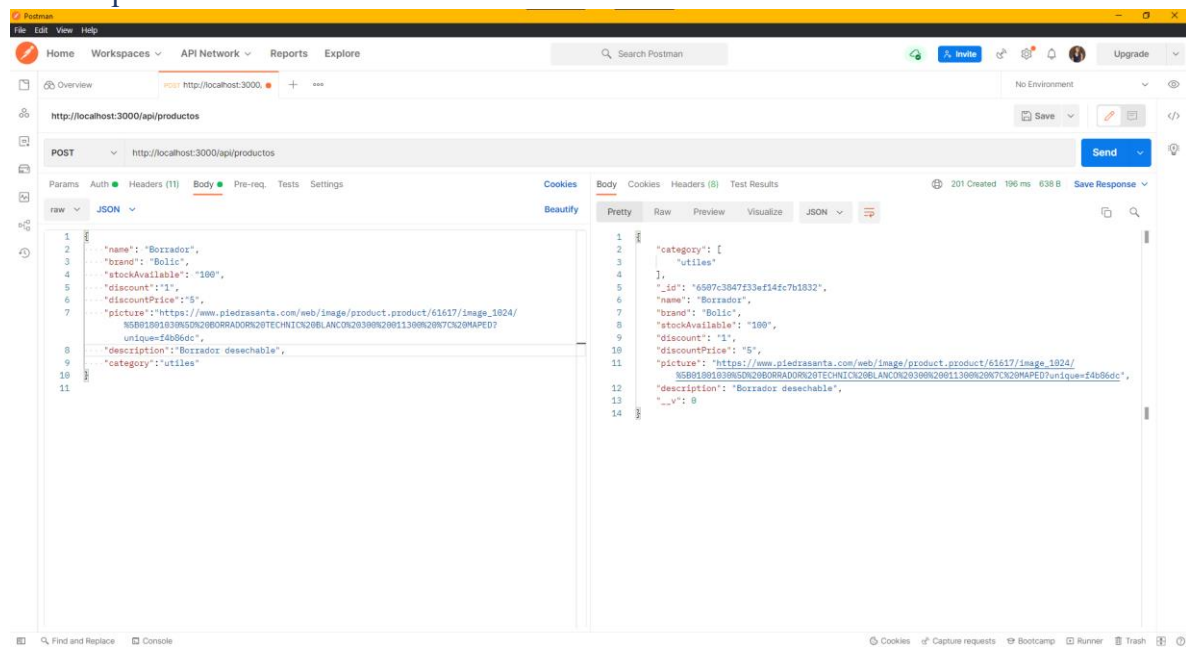 Postman
File Edit View Help
Home Workspaces API Network Reports Explore
Search Postman
Invite
Upgrade
Overview
POST http://localhost:3000,
No Environment
http://localhost:3000/api/productos
Save
POST
http://localhost:3000/api/productos
Send
Params Auth Headers (11) Body Pre-req. Tests Settings
Cookies
raw JSON
Beautify
1 {
2 "name": "Borrador",
3 "brand": "Bolic",
4 "stockAvailable": "100",
5 "discount":"1",
6 "discountPrice":"5",
7 "picture":"https://www.piedrasanta.com/web/image/product.product/61617/image_1024/
%5B01801030%5D%20BORRADOR%20TECHNIC%20BLANCO%20300%20011300%20%7C%20MAPED?
unique=f4b86dc",
8 "description":"Borrador desechable",
9 "category":"utiles"
10 }
11
Body Cookies Headers (8) Test Results
201 Created 196 ms 638 B Save Response
Pretty Raw Preview Visualize JSON
1 {
2 "category": [
3 "utiles"
4 ],
5 "_id": "6507c3847f33ef14fc7b1832",
6 "name": "Borrador",
7 "brand": "Bolic",
8 "stockAvailable": "100",
9 "discount": "1",
10 "discountPrice": "5",
11 "picture": "https://www.piedrasanta.com/web/image/product.product/61617/image_1024/
%5B01801030%5D%20BORRADOR%20TECHNIC%20BLANCO%20300%20011300%20%7C%20MAPED?unique=f4b86dc",
12 "description": "Borrador desechable",
13 "__v": 0
14 }
Find and Replace Console
Cookies Capture requests Bootcamp Runner Trash